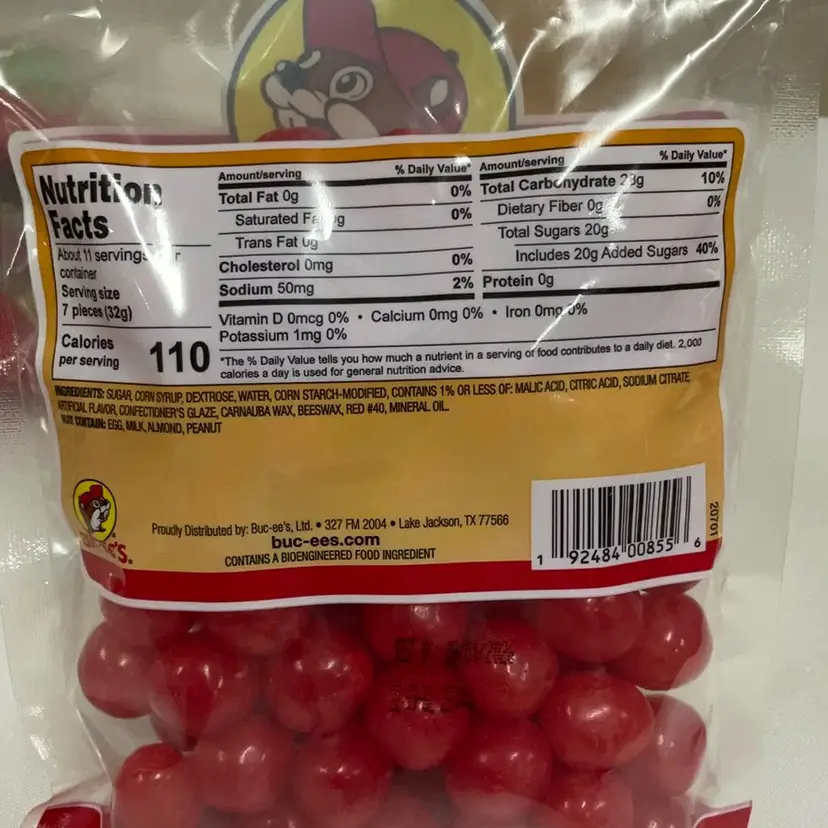 Nutrition
Facts
About 11 servings
container
Serving size
7 pieces (32g)
Calories
per serving 110
Amount/serving % Daily Value*
Total Fat 0g 0%
Saturated 0%
Trans Fat 0g
Cholesterol 0mg 0%
Sodium 50mg 2%
Amount/serving % Daily Value*
Total Carbohydrate 10%
Dietary Fiber 0g 0%
Total Sugars 20g
Includes 20g Added Sugars 40%
Protein 0g
Vitamin D 0mcg 0% • Calcium 0mg 0% • Iron 0mg 0%
Potassium 1mg 0%
*The % Daily Value tells you how much a nutrient in a serving of food contributes to a daily diet. 2,000
calories a day is used for general nutrition advice.
INGREDIENTS: SUGAR, CORN SYRUP, DEXTROSE, WATER, CORN STARCH-MODIFIED, CONTAINS 1% OR LESS OF: MALIC ACID, CITRIC ACID, SODIUM CITRATE,
ARTIFICIAL FLAVOR, CONFECTIONER'S GLAZE, CARNAUBA WAX, BEESWAX, RED #40, MINERAL OIL.
MAY CONTAIN: EGG, MILK, ALMOND, PEANUT
Proudly Distributed by: Buc-ee's, Ltd. • 327 FM 2004 • Lake Jackson, TX 77566
buc-ees.com
CONTAINS A BIOENGINEERED FOOD INGREDIENT
1 92484 00855 6
20701